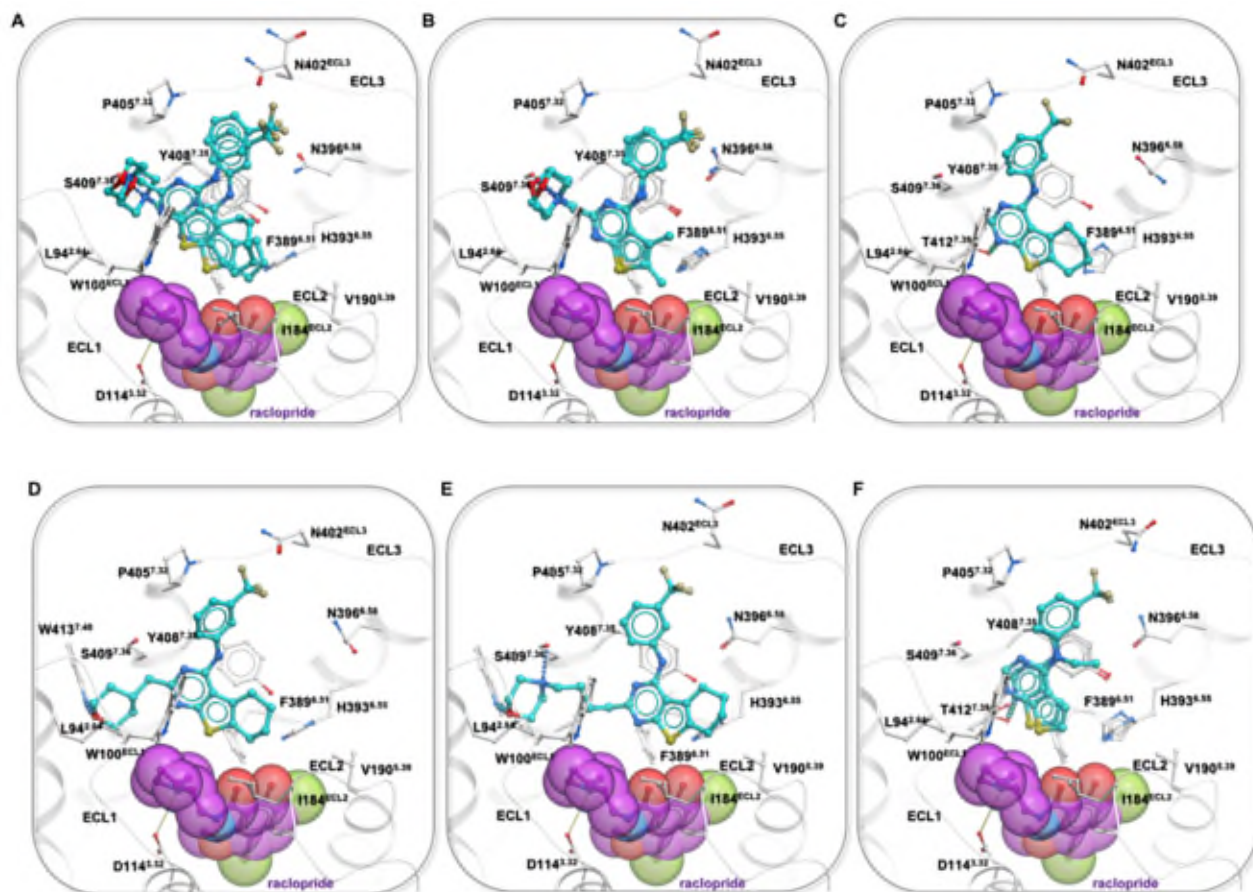 A
N402ECL3
ECL3
P4057.32
Y4087.35
N3966.58
S4097.36
F3896.51
H3936.55
L942.64
W100ECL1
ECL2
V1905.39
I184ECL2
ECL1
D1143.32
raclopride
B
N402ECL3
ECL3
P4057.32
Y4087.35
N3966.58
S4097.36
F3896.51
H3936.55
L942.64
W100ECL1
ECL2
V1905.39
I184ECL2
ECL1
D1143.32
raclopride
C
N402ECL3
ECL3
P4057.32
N3966.58
Y4087.35
S4097.36
F3896.51
H3936.55
L942.64
T4127.39
W100ECL1
ECL2
V1905.39
I184ECL2
ECL1
D1143.32
raclopride
D
N402ECL3
ECL3
P4057.32
N3966.58
W4137.40
Y4087.35
S4097.36
F3896.51
H3936.55
L942.64
W100ECL1
ECL2
V1905.39
I184ECL2
ECL1
D1143.32
raclopride
E
N402ECL3
ECL3
P4057.32
N3966.58
Y4087.35
S4097.36
H3936.55
L942.64
W100ECL1
F3896.51
ECL2
V1905.39
I184ECL2
ECL1
D1143.32
raclopride
F
N402ECL3
ECL3
P4057.32
N3966.58
Y4087.35
S4097.36
F3896.51
H3936.55
L942.64
T4127.39
W100ECL1
ECL2
V1905.39
I184ECL2
ECL1
D1143.32
raclopride